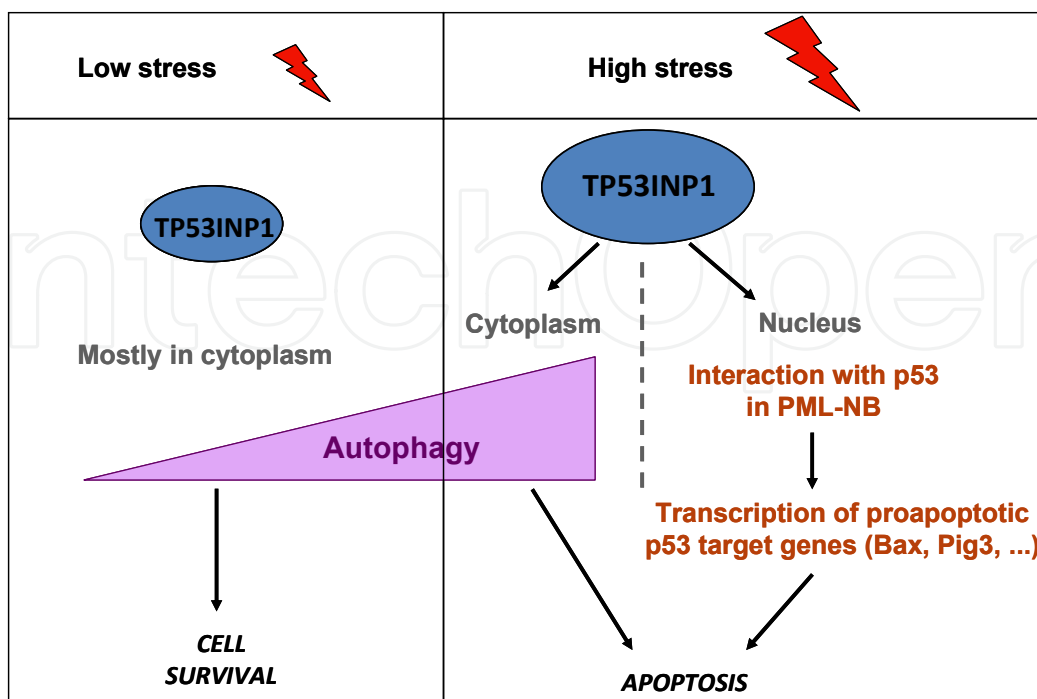 Low stress
High stress
TP53INP1
TP53INP1
Mostly in cytoplasm
Cytoplasm
Nucleus
Interaction with p53
in PML-NB
Autophagy
Transcription of proapoptotic
p53 target genes (Bax, Pig3, ...)
CELL
SURVIVAL
APOPTOSIS
ntechOpen